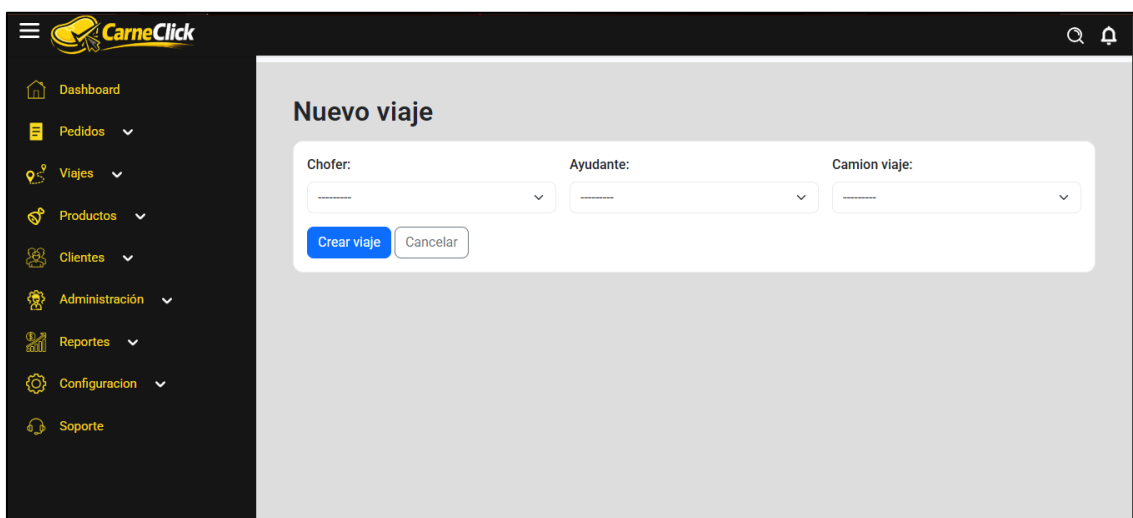 CarneClick
Dashboard
Pedidos
Viajes
Productos
Clientes
Administración
Reportes
Configuracion
Soporte
Nuevo viaje
Chofer: Ayudante: Camion viaje:
--------- --------- ---------
Crear viaje Cancelar